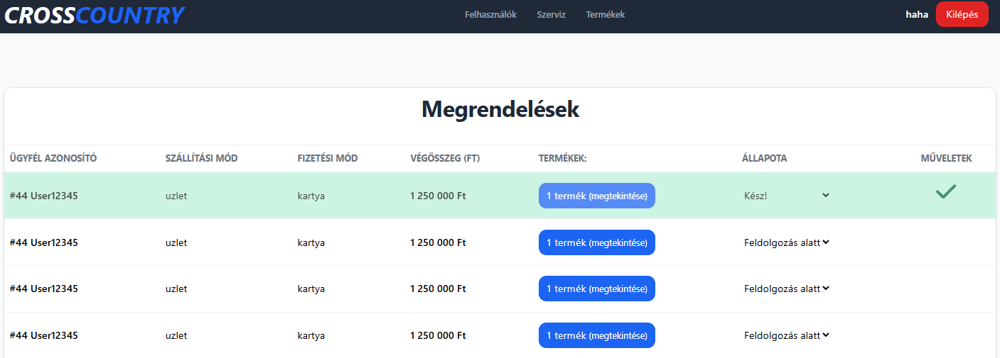 CROSSCOUNTRY Felhasználók Szerviz Termékek haha Kilépés
Megrendelések
ÜGYFÉL AZONOSÍTÓ SZÁLLÍTÁSI MÓD FIZETÉSI MÓD VÉGÖSSZEG (FT) TERMÉKEK: ÁLLAPOTA MŰVELETEK
#44 User12345 uzlet kartya 1 250 000 Ft 1 termék (megtekintése) Kész!
#44 User12345 uzlet kartya 1 250 000 Ft 1 termék (megtekintése) Feldolgozás alatt
#44 User12345 uzlet kartya 1 250 000 Ft 1 termék (megtekintése) Feldolgozás alatt
#44 User12345 uzlet kartya 1 250 000 Ft 1 termék (megtekintése) Feldolgozás alatt